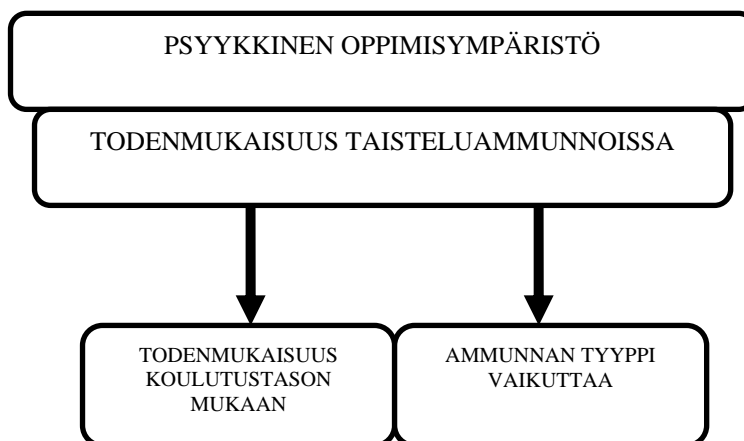 PSYYKKINEN OPPIMISYMPÄRISTÖ
TODENMUKAISUUS TAISTELUAMMUNNOISSA
TODENMUKAISUUS
KOULUTUSTASON
MUKAAN
AMMUNNAN TYYPPI
VAIKUTTAA